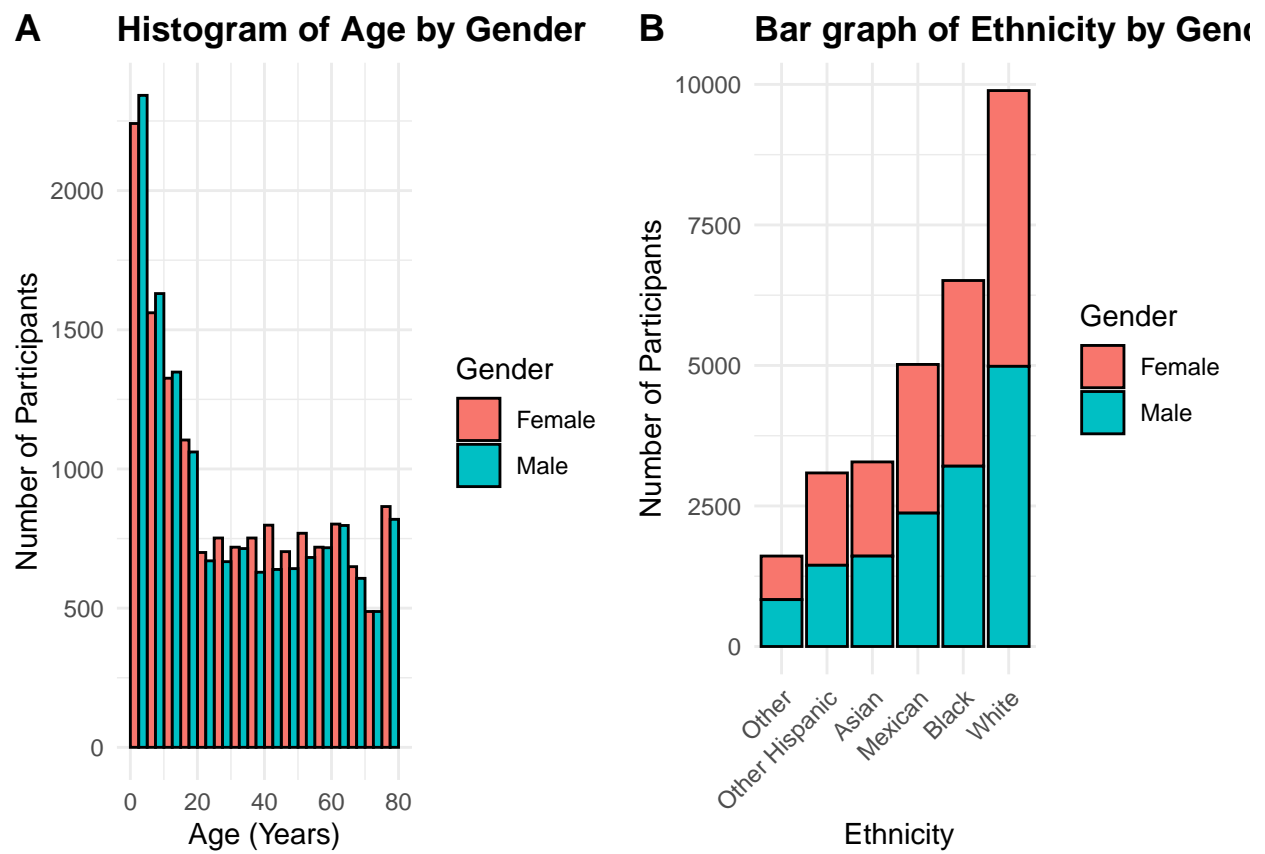 A
Histogram of Age by Gender
Number of Participants
2000
1500
1000
500
0
0 20 40 60 80
Age (Years)
Gender
Female
Male
B
Bar graph of Ethnicity by Gen
Number of Participants
10000
7500
5000
2500
0
Other
Other Hispanic
Asian
Mexican
Black
White
Ethnicity
Gender
Female
Male